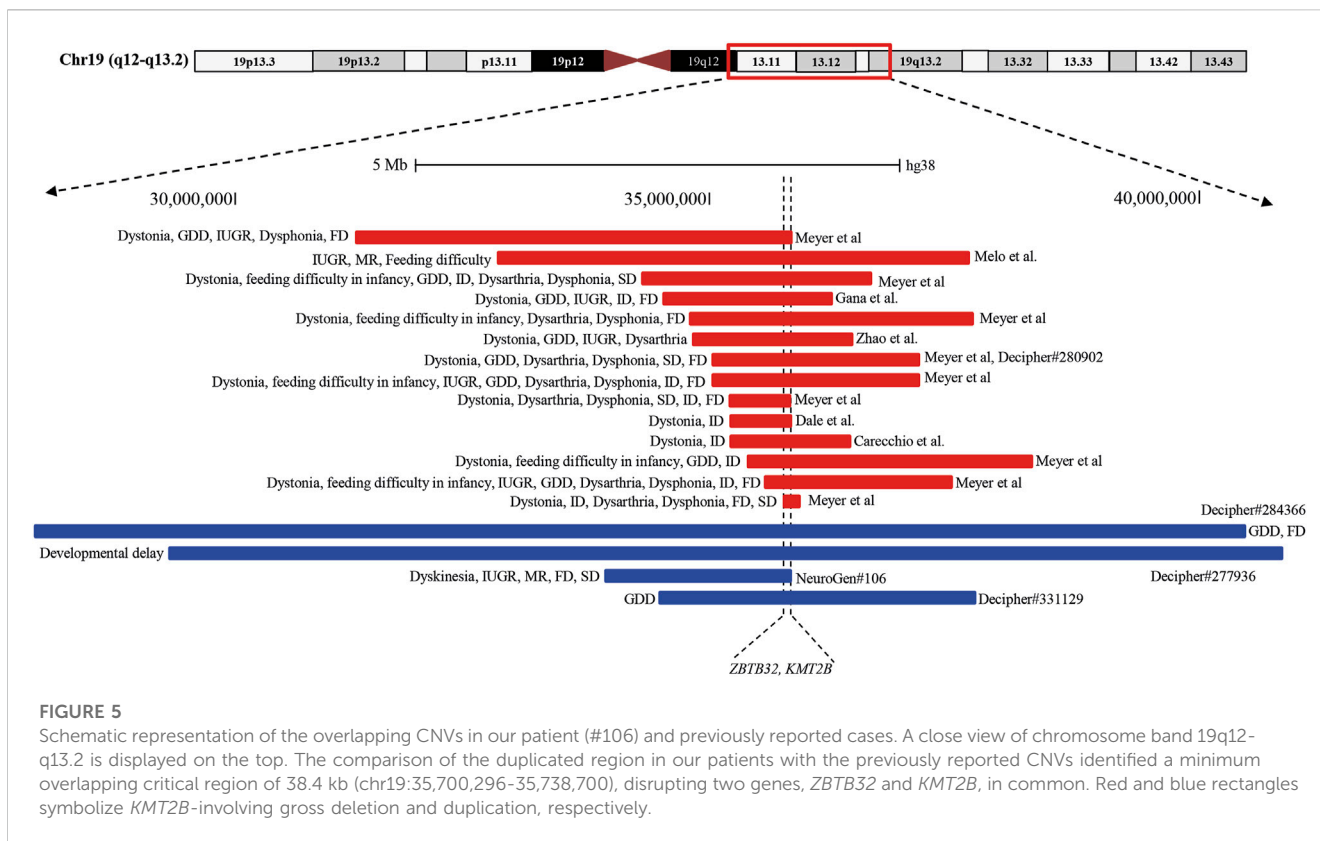 Chr19 (q12-q13.2) 19p13.3 19p13.2 p13.11 19p12 19q12 13.11 13.12 19q13.2 13.32 13.33 13.42 13.43
5 Mb hg38
30,000,000I 35,000,000I 40,000,000I
Dystonia, GDD, IUGR, Dysphonia, FD Meyer et al
IUGR, MR, Feeding difficulty Melo et al.
Dystonia, feeding difficulty in infancy, GDD, ID, Dysarthria, Dysphonia, SD Meyer et al
Dystonia, GDD, IUGR, ID, FD Gana et al.
Dystonia, feeding difficulty in infancy, Dysarthria, Dysphonia, FD Meyer et al
Dystonia, GDD, IUGR, Dysarthria Zhao et al.
Dystonia, GDD, Dysarthria, Dysphonia, SD, FD Meyer et al, Decipher#280902
Dystonia, feeding difficulty in infancy, IUGR, GDD, Dysarthria, Dysphonia, ID, FD Meyer et al
Dystonia, Dysarthria, Dysphonia, SD, ID, FD Meyer et al
Dystonia, ID Dale et al.
Dystonia, ID Carecchio et al.
Dystonia, feeding difficulty in infancy, GDD, ID Meyer et al
Dystonia, feeding difficulty in infancy, IUGR, GDD, Dysarthria, Dysphonia, ID, FD Meyer et al
Dystonia, ID, Dysarthria, Dysphonia, FD, SD Meyer et al
Decipher#284366
GDD, FD
Developmental delay
Decipher#277936
Dyskinesia, IUGR, MR, FD, SD NeuroGen#106
GDD Decipher#331129
ZBTB32, KMT2B
FIGURE 5
Schematic representation of the overlapping CNVs in our patient (#106) and previously reported cases. A close view of chromosome band 19q12-
q13.2 is displayed on the top. The comparison of the duplicated region in our patients with the previously reported CNVs identified a minimum
overlapping critical region of 38.4 kb (chr19:35,700,296-35,738,700), disrupting two genes, ZBTB32 and KMT2B, in common. Red and blue rectangles
symbolize KMT2B-involving gross deletion and duplication, respectively.